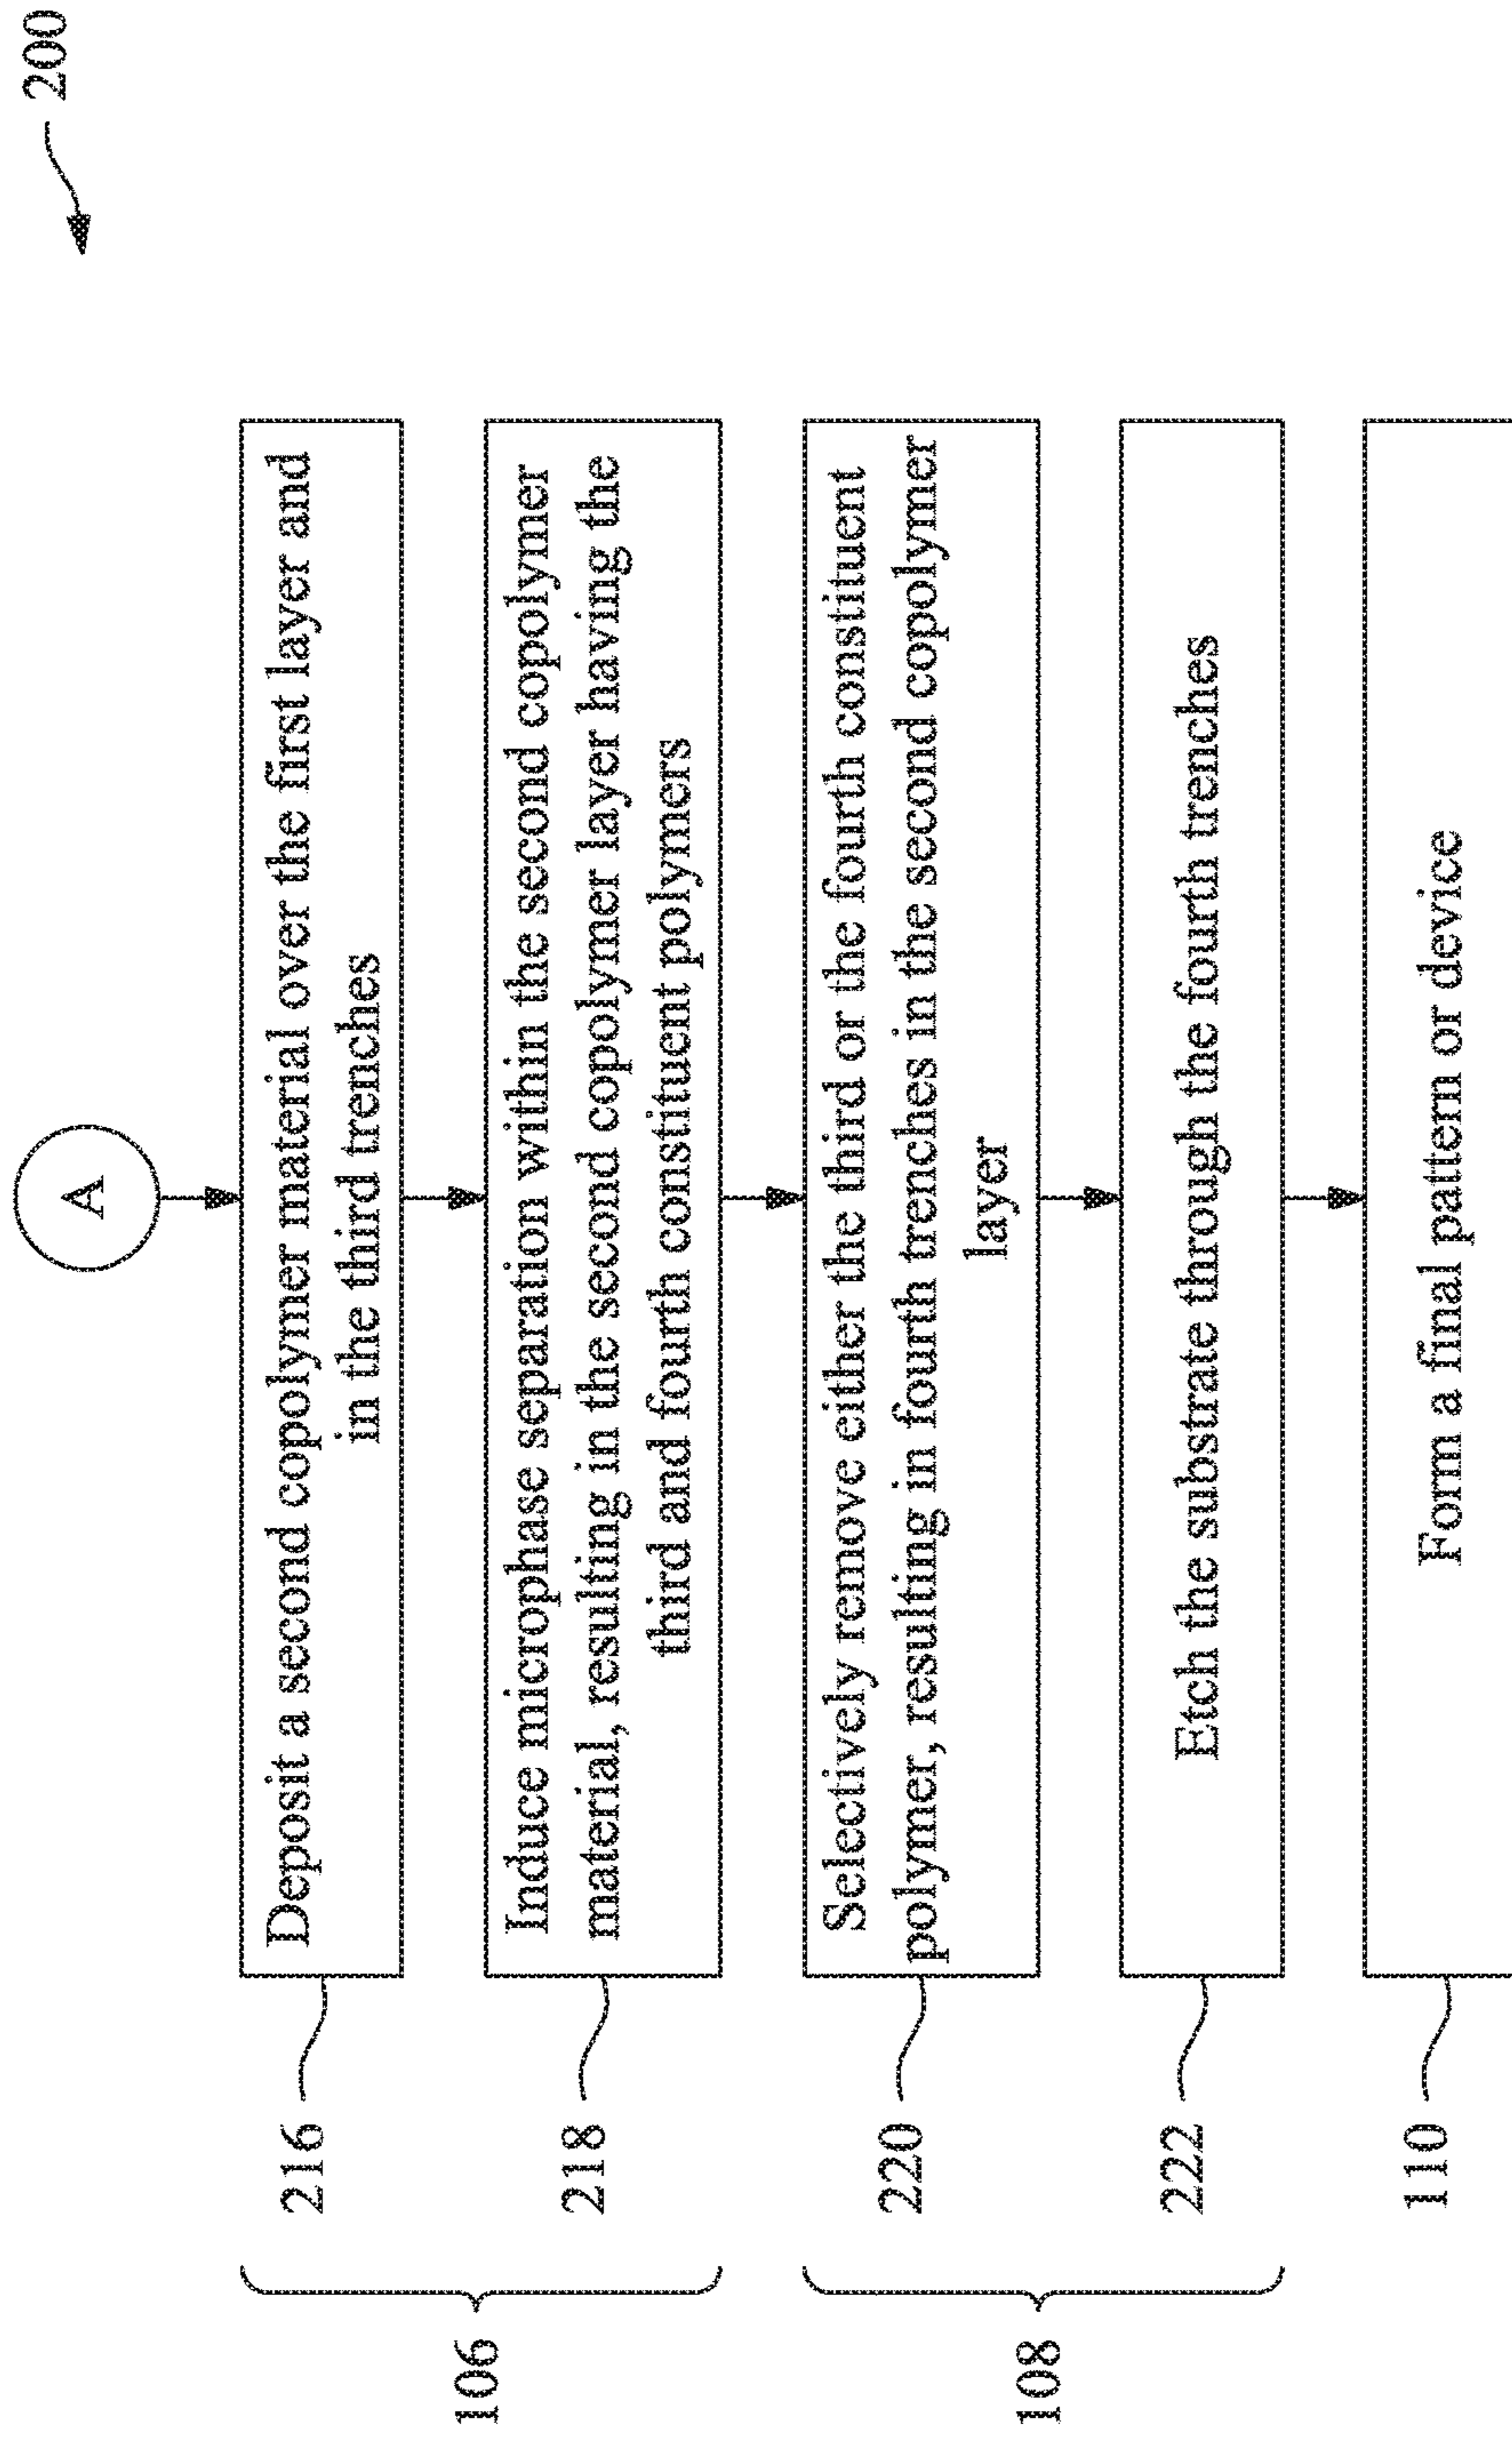 200
A
Deposit a second copolymer material over the first layer and
in the third trenches
216
Induce microphase separation within the second copolymer
material, resulting in the second copolymer layer having the
third and fourth constituent polymers
218
106
Selectively remove either the third or the fourth constituent
polymer, resulting in fourth trenches in the second copolymer
layer
220
Etch the substrate through the fourth trenches
222
108
Form a final pattern or device
110